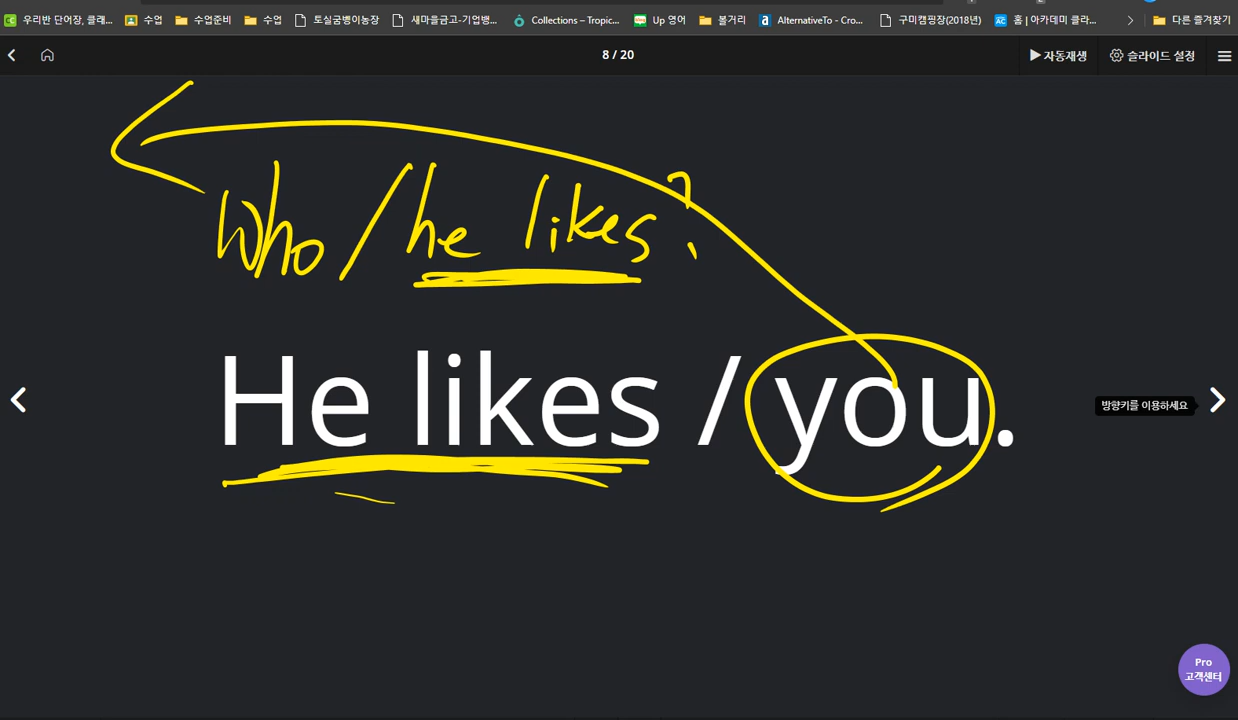 우리반 단어장, 클래... 수업 수업준비 수업 토실굼벵이농장 새마을금고-기업뱅... Collections – Tropic... Up 영어 볼거리 AlternativeTo - Cro... 구미캠핑장(2018년) 홈 | 아카데미 클라... 다른 즐겨찾기
8 / 20 자동재생 슬라이드 설정
Who / he likes?
He likes / you.
방향키를 이용하세요
Pro
고객센터